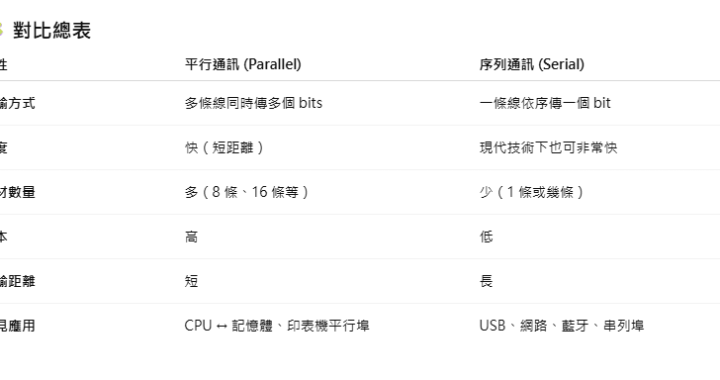 對比總表
性 平行通訊 (Parallel) 序列通訊 (Serial)
輸方式 多條線同時傳多個 bits 一條線依序傳一個 bit
度 快（短距離） 現代技術下也可非常快
材數量 多（8 條、16 條等） 少（1 條或幾條）
本 高 低
輸距離 短 長
見應用 CPU ↔ 記憶體、印表機平行埠 USB、網路、藍牙、串列埠